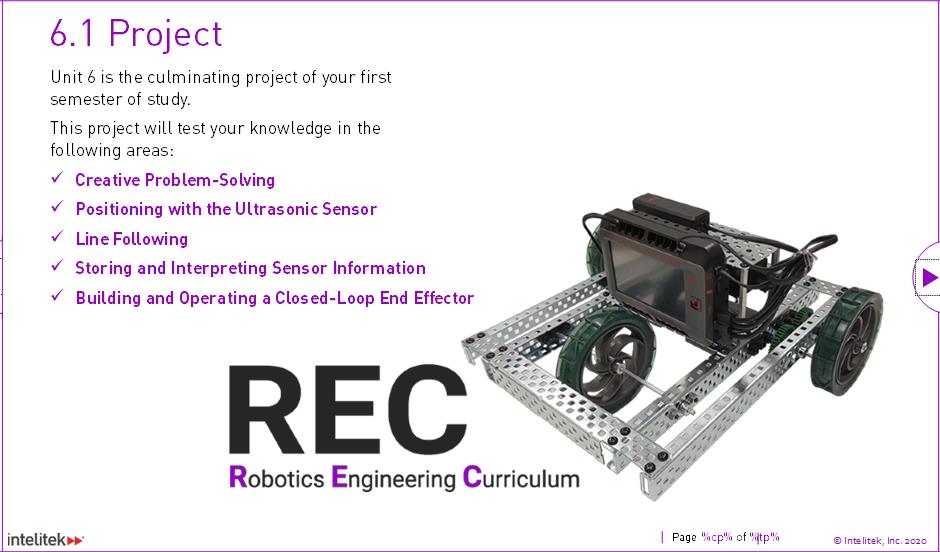 6.1 Project
Unit 6 is the culminating project of your first
semester of study.
This project will test your knowledge in the
following areas:
✓ Creative Problem-Solving
✓ Positioning with the Ultrasonic Sensor
✓ Line Following
✓ Storing and Interpreting Sensor Information
✓ Building and Operating a Closed-Loop End Effector
REC
Robotics Engineering Curriculum
intelitek
| Page %cp% of %tp%
© Intelitek, Inc. 2020